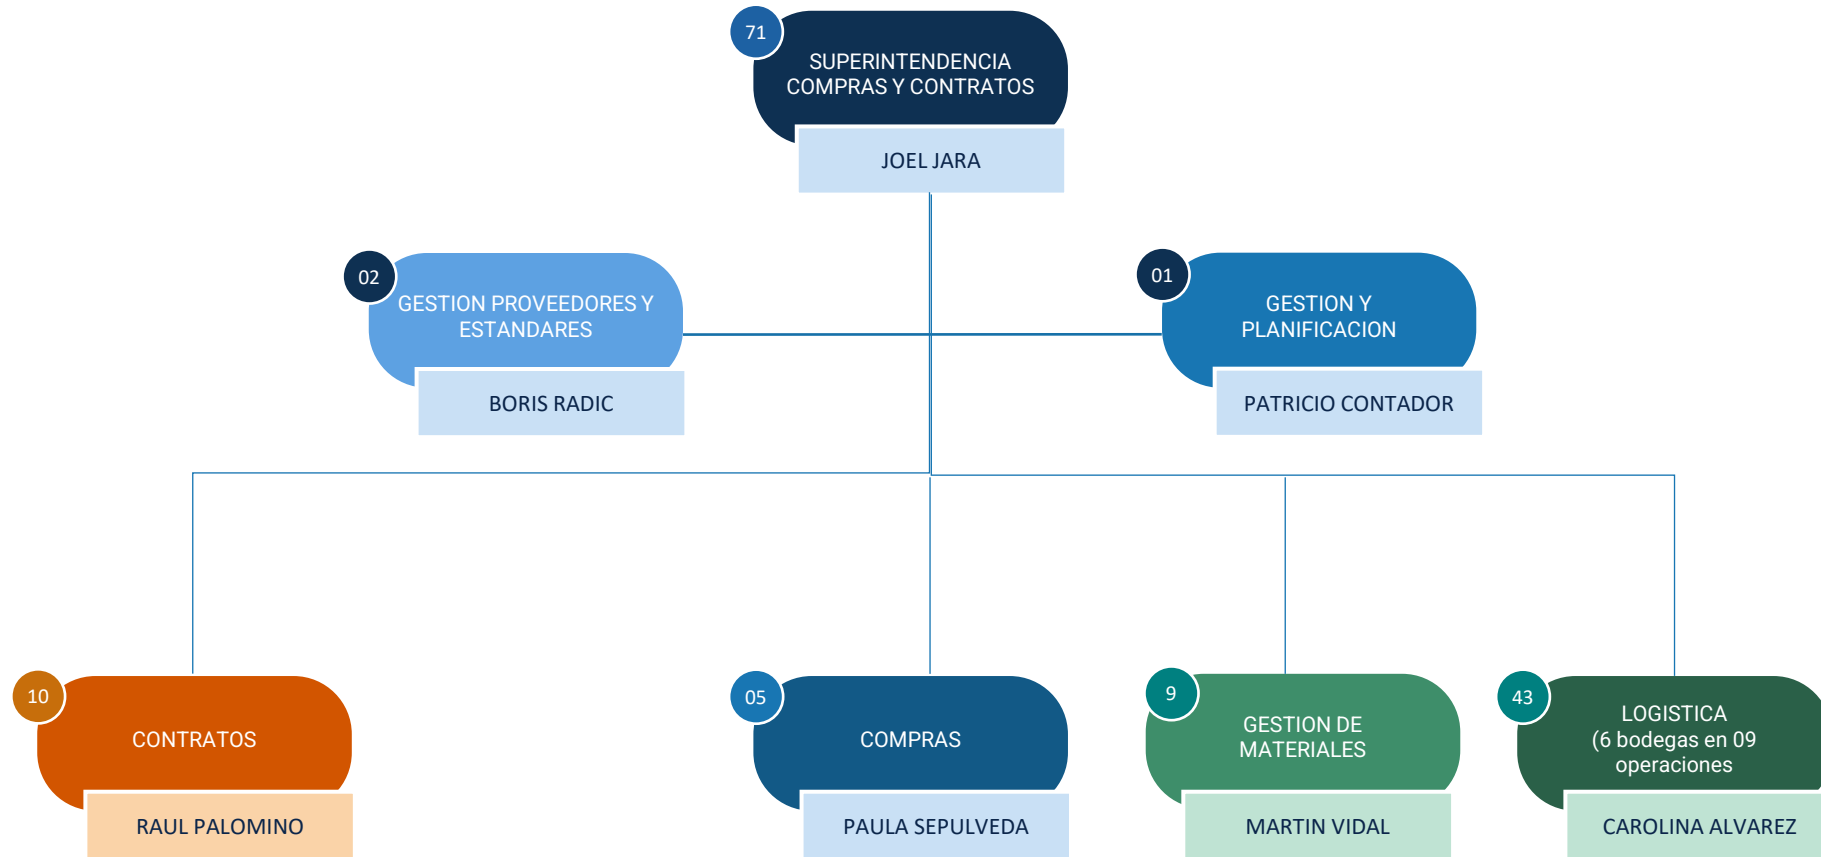 71
SUPERINTENDENCIA
COMPRAS Y CONTRATOS
JOEL JARA
02
GESTION PROVEEDORES Y
ESTANDARES
BORIS RADIC
01
GESTION Y
PLANIFICACION
PATRICIO CONTADOR
10
CONTRATOS
RAUL PALOMINO
05
COMPRAS
PAULA SEPULVEDA
9
GESTION DE
MATERIALES
MARTIN VIDAL
43
LOGISTICA
(6 bodegas en 09
operaciones
CAROLINA ALVAREZ